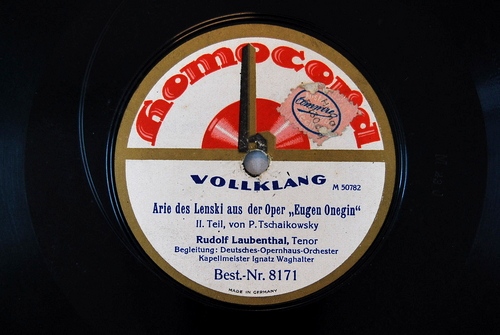 Homocord
VOLLKLANG
M 50782
Arie des Lenski aus der Oper „Eugen Onegin"
II. Teil, von P. Tschaikowsky
Rudolf Laubenthal, Tenor
Begleitung: Deutsches-Opernhaus-Orchester
Kapellmeister Ignatz Waghalter
Best.-Nr. 8171
MADE IN GERMANY